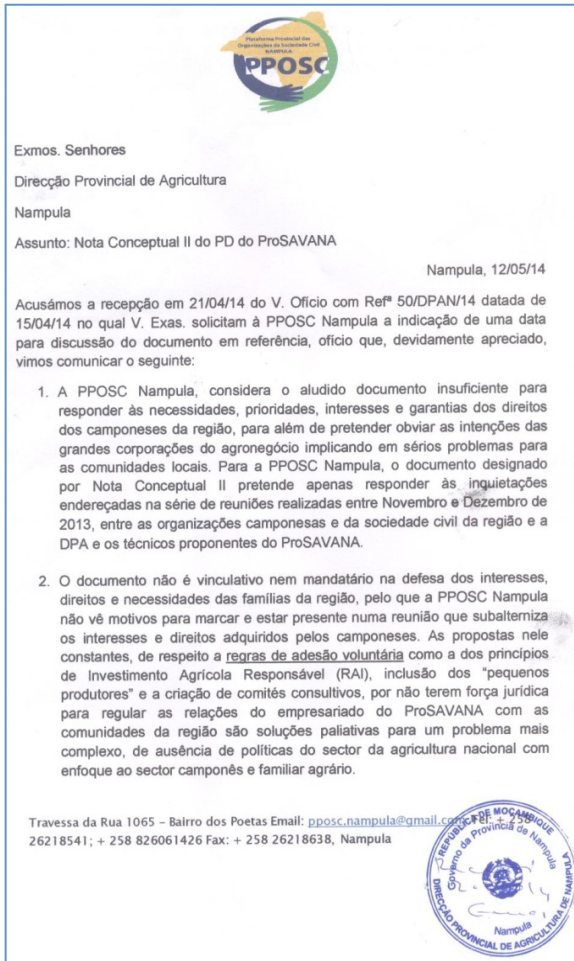 Plataforma Provincial das
Organizações da Sociedade Civil
NAMPULA
PPOSC
Exmos. Senhores
Direcção Provincial de Agricultura
Nampula
Assunto: Nota Conceptual II do PD do ProSAVANA
Nampula, 12/05/14
Acusámos a recepção em 21/04/14 do V. Ofício com Refª 50/DPAN/14 datada de
15/04/14 no qual V. Exas. solicitam à PPOSC Nampula a indicação de uma data
para discussão do documento em referência, ofício que, devidamente apreciado,
vimos comunicar o seguinte:
1. A PPOSC Nampula, considera o aludido documento insuficiente para
responder às necessidades, prioridades, interesses e garantias dos direitos
dos camponeses da região, para além de pretender obviar as intenções das
grandes corporações do agronegócio implicando em sérios problemas para
as comunidades locais. Para a PPOSC Nampula, o documento designado
por Nota Conceptual II pretende apenas responder às inquietações
endereçadas na série de reuniões realizadas entre Novembro e Dezembro de
2013, entre as organizações camponesas e da sociedade civil da região e a
DPA e os técnicos proponentes do ProSAVANA.
2. O documento não é vinculativo nem mandatário na defesa dos interesses,
direitos e necessidades das famílias da região, pelo que a PPOSC Nampula
não vê motivos para marcar e estar presente numa reunião que subalterniza
os interesses e direitos adquiridos pelos camponeses. As propostas nele
constantes, de respeito a regras de adesão voluntária como a dos princípios
de Investimento Agrícola Responsável (RAI), inclusão dos “pequenos
produtores” e a criação de comités consultivos, por não terem força jurídica
para regular as relações do empresariado do ProSAVANA com as
comunidades da região são soluções paliativas para um problema mais
complexo, de ausência de políticas do sector da agricultura nacional com
enfoque ao sector camponês e familiar agrário.
Travessa da Rua 1065 – Bairro dos Poetas Email: pposc.nampula@gmail.com Tel: + 258
26218541; + 258 826061426 Fax: + 258 26218638, Nampula
REPÚBLICA DE MOÇAMBIQUE
Governo da Província de Nampula
Nampula
DIRECÇÃO PROVINCIAL DE AGRICULTURA DE NAMPULA